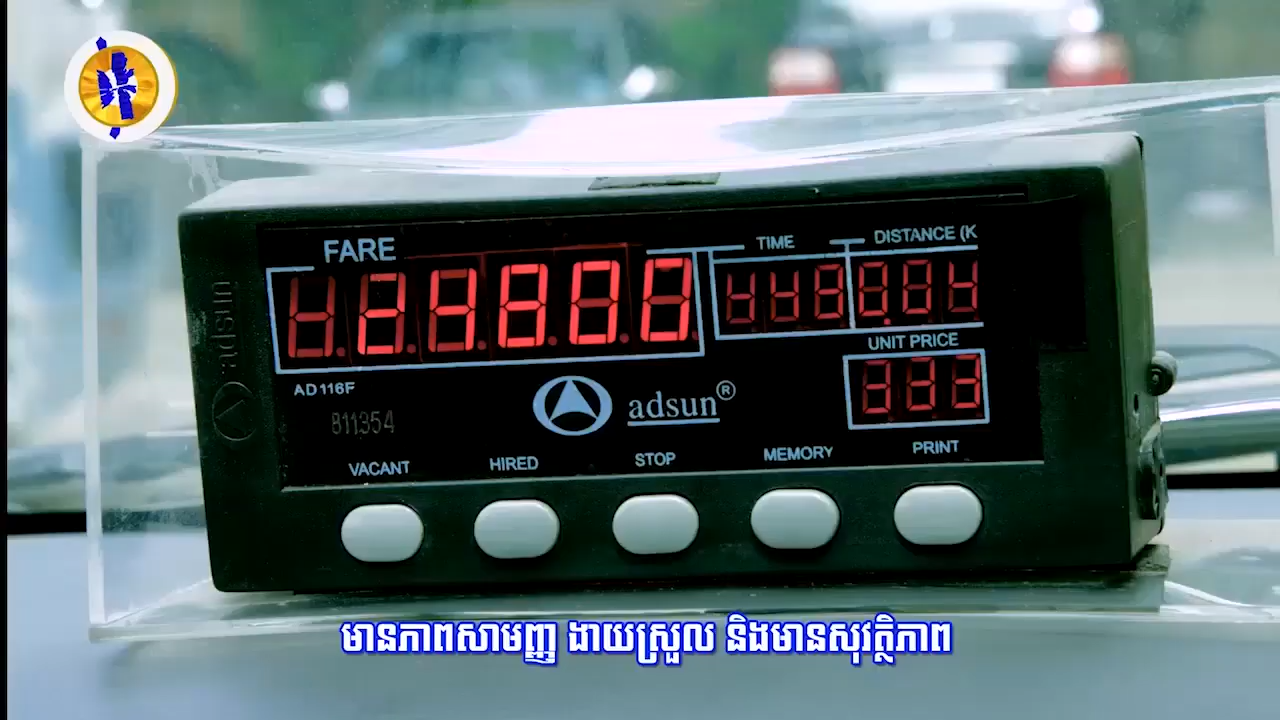 FARE
TIME
DISTANCE (K
UNIT PRICE
adsun
AD116F
811354
adsun®
VACANT
HIRED
STOP
MEMORY
PRINT
មានភាពសាមញ្ញ ងាយស្រួល និងមានសុវត្ថិភាព